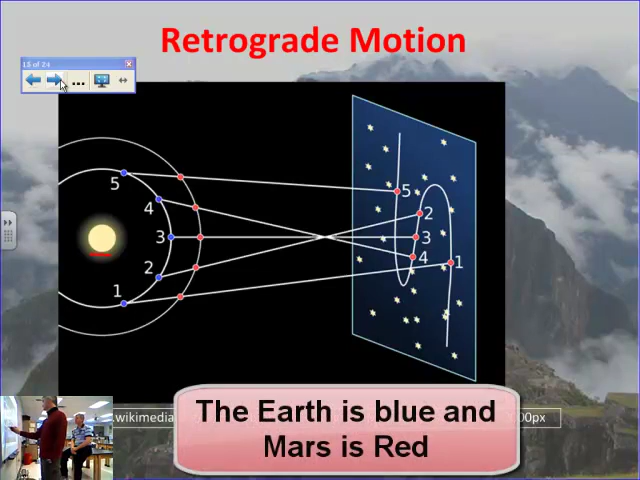 Retrograde Motion
15 of 24
5
4
3
2
1
5
2
3
4
1
.wikimedia
00px
The Earth is blue and
Mars is Red